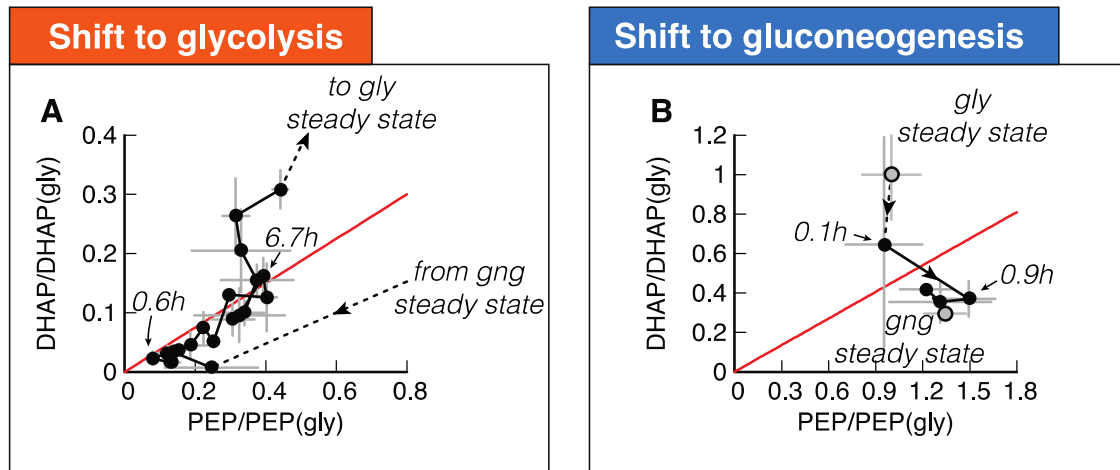 Shift to glycolysis
A
to gly
steady state
DHAP/DHAP(gly)
0.4
0.3
0.2
0.1
0
6.7h
from gng
steady state
0.6h
0
0.2
0.4
0.6
0.8
PEP/PEP(gly)
Shift to gluconeogenesis
B
gly
steady state
DHAP/DHAP(gly)
1.2
1
0.8
0.6
0.4
0.2
0
0.1h
0.9h
gng
steady state
0
0.3
0.6
0.9
1.2
1.5
1.8
PEP/PEP(gly)